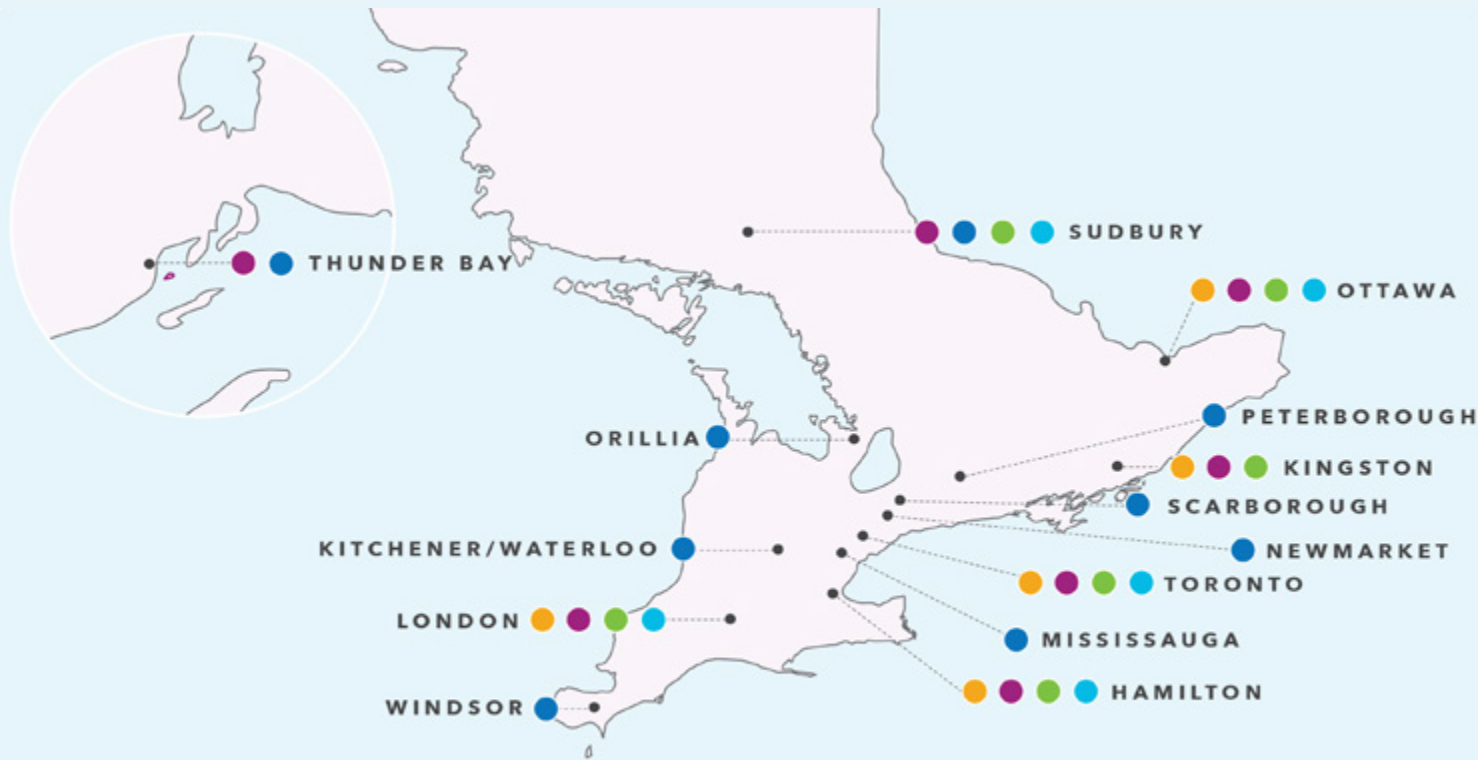 SUDBURY
THUNDER BAY
OTTAWA
PETERBOROUGH
ORILLIA
KINGSTON
SCARBOROUGH
KITCHENER/WATERLOO
NEWMARKET
TORONTO
LONDON
MISSISSAUGA
HAMILTON
WINDSOR